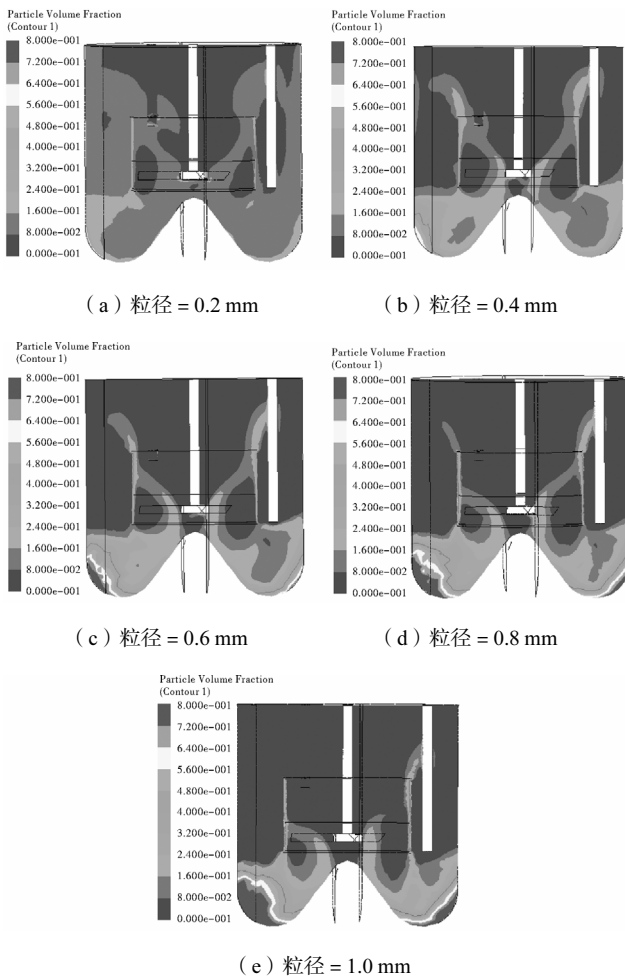 Particle Volume Fraction
(Contour 1)
8.000e−001
7.200e−001
6.400e−001
5.600e−001
4.800e−001
4.000e−001
3.200e−001
2.400e−001
1.600e−001
8.000e−002
0.000e−001
（a）粒径 = 0.2 mm
Particle Volume Fraction
(Contour 1)
8.000e−001
7.200e−001
6.400e−001
5.600e−001
4.800e−001
4.000e−001
3.200e−001
2.400e−001
1.600e−001
8.000e−002
0.000e−001
（b）粒径 = 0.4 mm
Particle Volume Fraction
(Contour 1)
8.000e−001
7.200e−001
6.400e−001
5.600e−001
4.800e−001
4.000e−001
3.200e−001
2.400e−001
1.600e−001
8.000e−002
0.000e−001
（c）粒径 = 0.6 mm
Particle Volume Fraction
(Contour 1)
8.000e−001
7.200e−001
6.400e−001
5.600e−001
4.800e−001
4.000e−001
3.200e−001
2.400e−001
1.600e−001
8.000e−002
0.000e−001
（d）粒径 = 0.8 mm
Particle Volume Fraction
(Contour 1)
8.000e−001
7.200e−001
6.400e−001
5.600e−001
4.800e−001
4.000e−001
3.200e−001
2.400e−001
1.600e−001
8.000e−002
0.000e−001
（e）粒径 = 1.0 mm